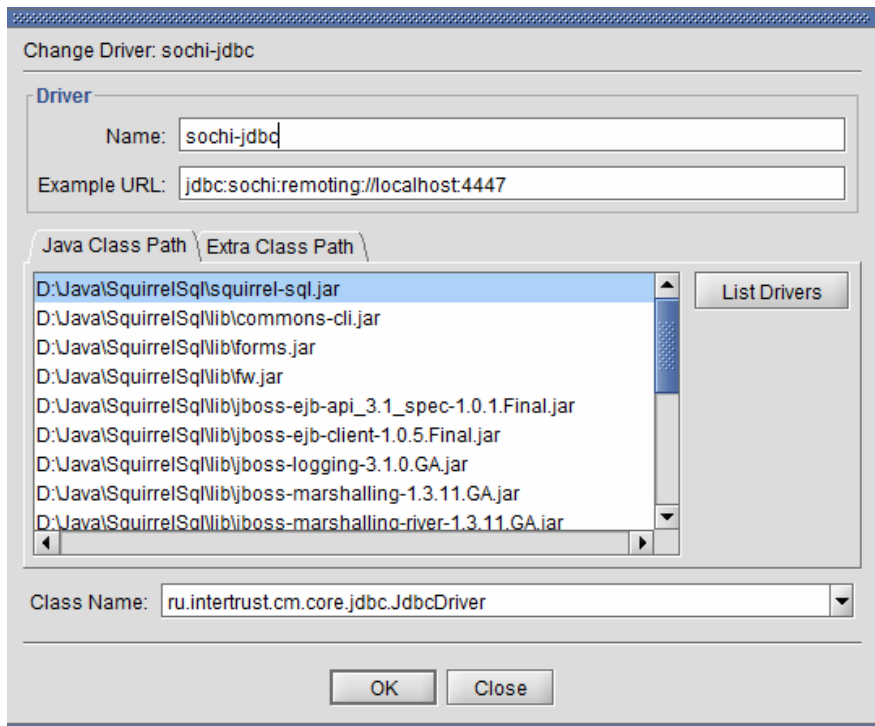 Change Driver: sochi-jdbc
Driver
Name: sochi-jdbc
Example URL: jdbc:sochi:remoting://localhost:4447
Java Class Path Extra Class Path
D:\Java\SquirrelSql\squirrel-sql.jar
List Drivers
D:\Java\SquirrelSql\lib\commons-cli.jar
D:\Java\SquirrelSql\lib\forms.jar
D:\Java\SquirrelSql\lib\fw.jar
D:\Java\SquirrelSql\lib\jboss-ejb-api_3.1_spec-1.0.1.Final.jar
D:\Java\SquirrelSql\lib\jboss-ejb-client-1.0.5.Final.jar
D:\Java\SquirrelSql\lib\jboss-logging-3.1.0.GA.jar
D:\Java\SquirrelSql\lib\jboss-marshalling-1.3.11.GA.jar
D:\Java\SquirrelSql\lib\jboss-marshalling-river-1.3.11.GA.jar
Class Name: ru.intertrust.cm.core.jdbc.JdbcDriver
OK Close